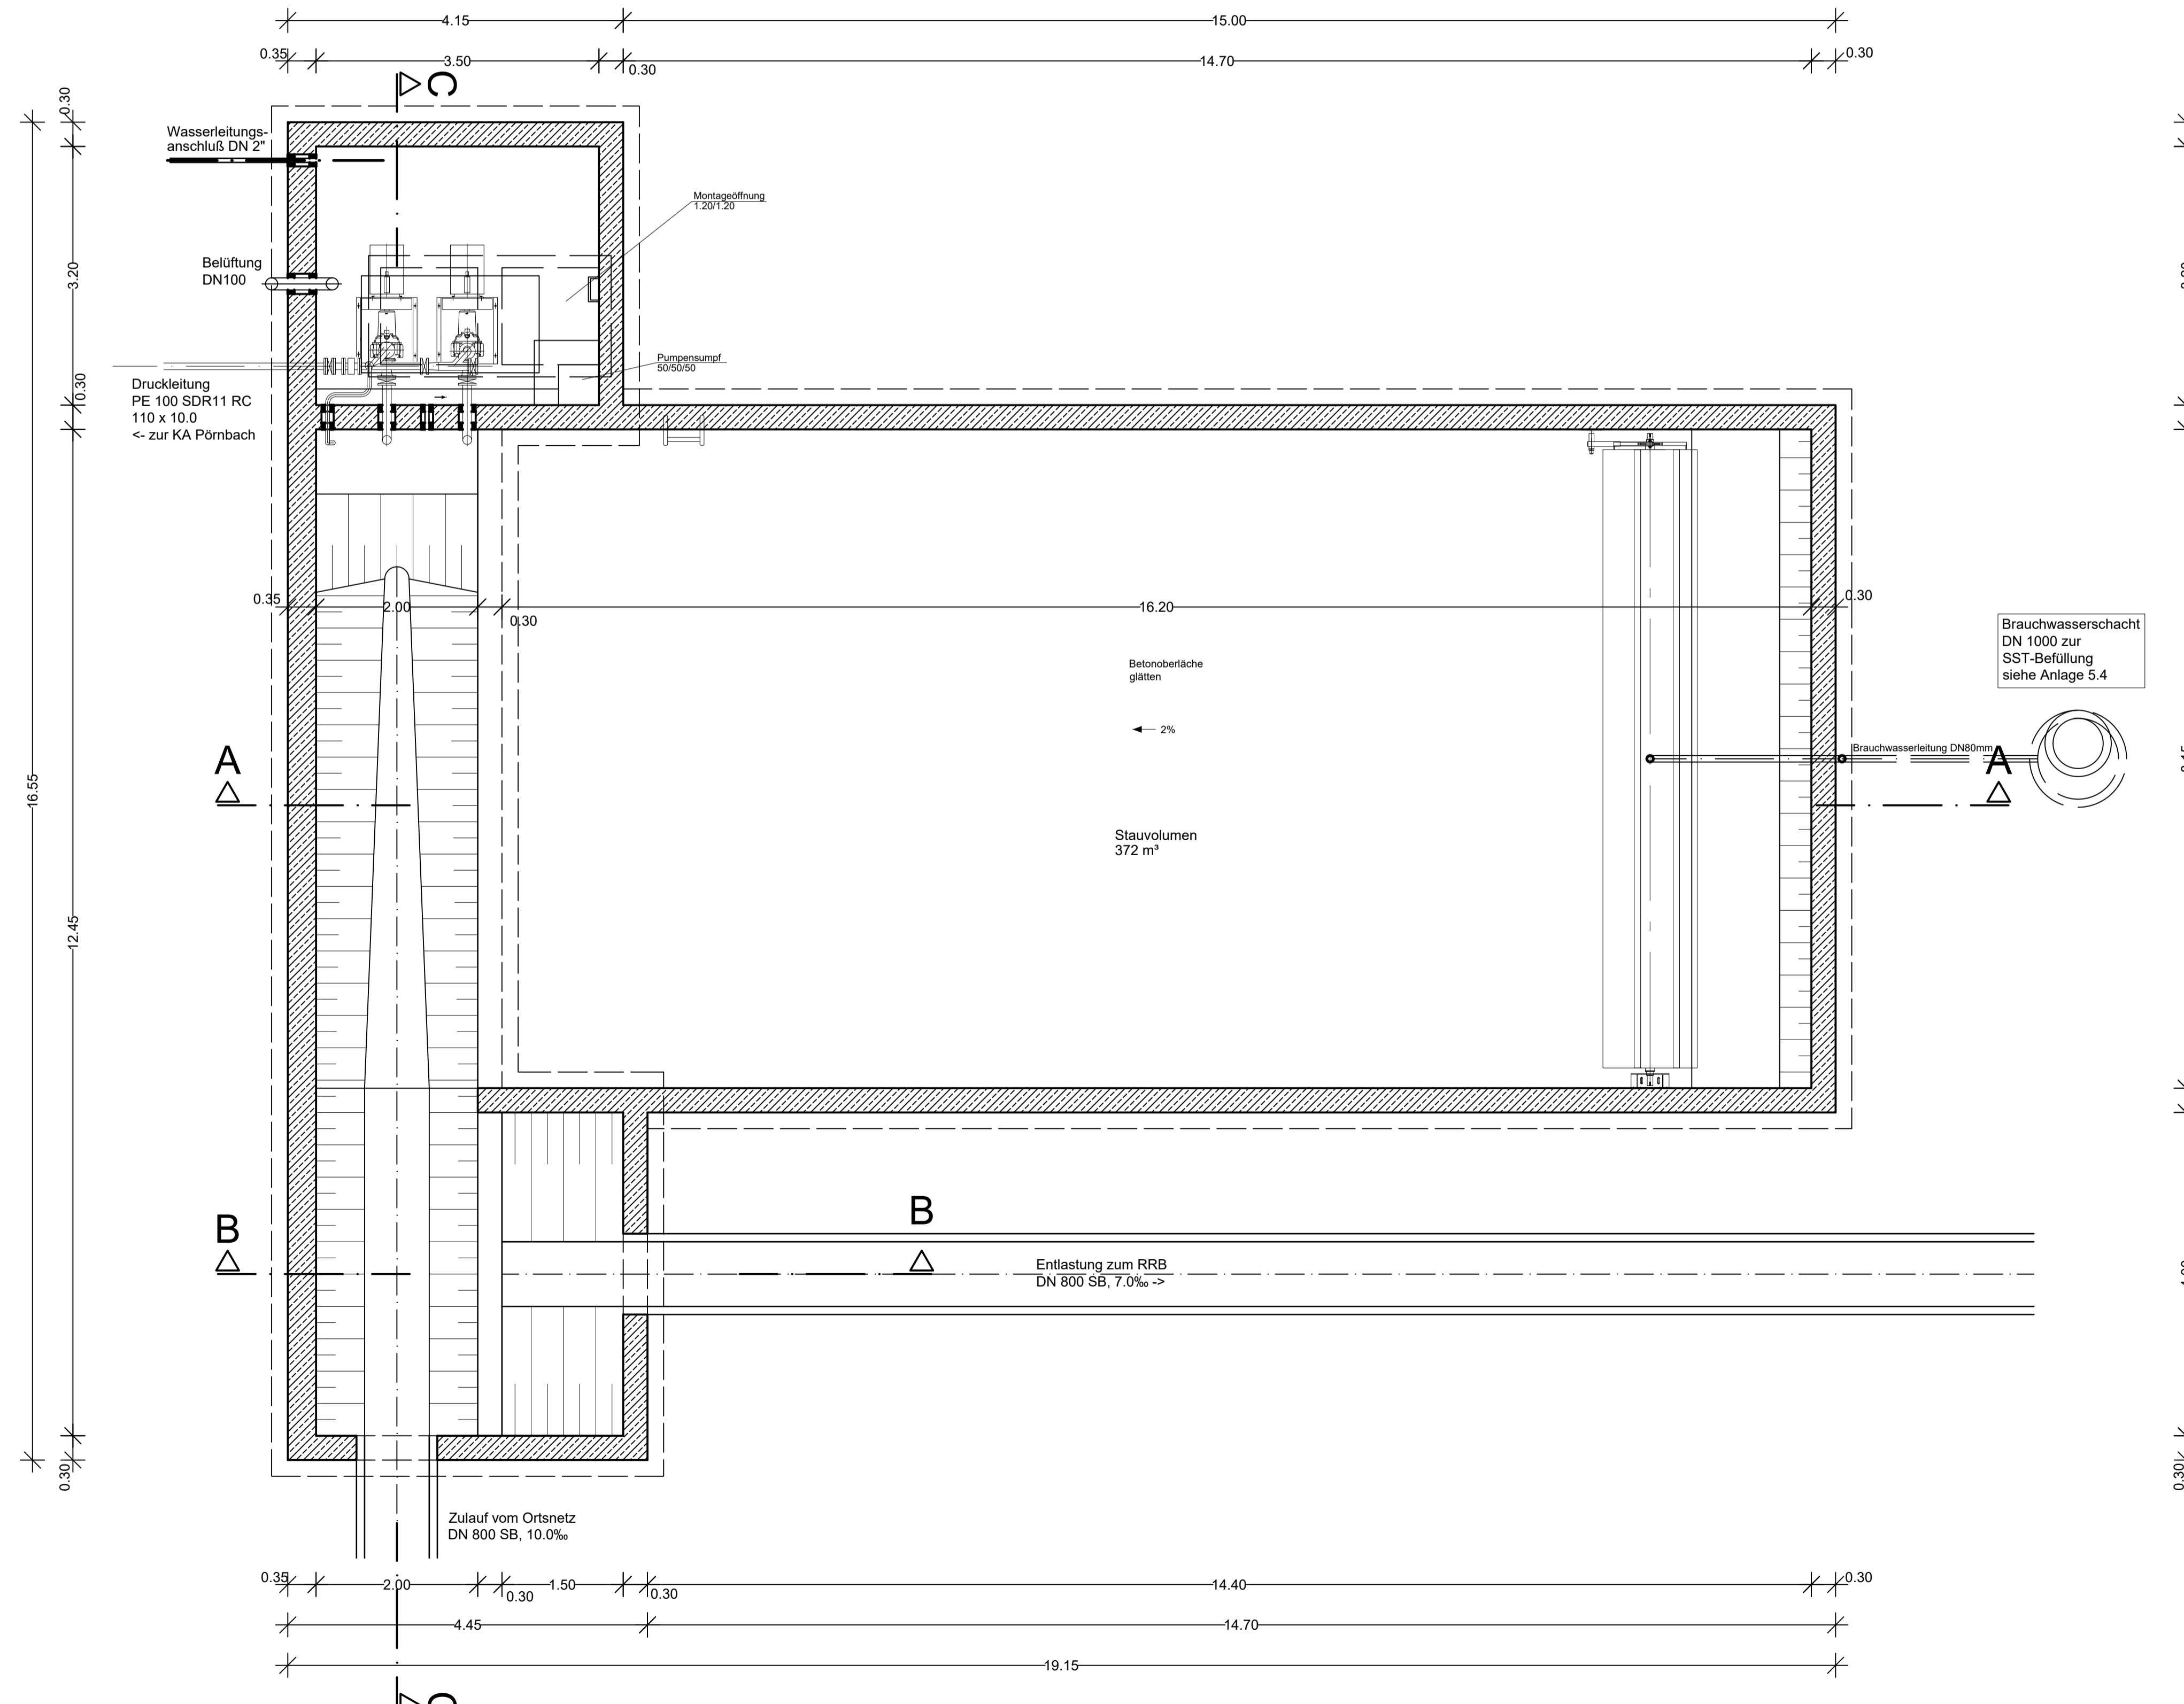 4.15
15.00
0.35
3.50
0.30
14.70
0.30
C
0.30
Wasserleitungs-
anschluß DN 2"
Montageöffnung
1.20/1.20
3.20
Belüftung
DN100
Pumpensumpf
50/50/50
0.30
Druckleitung
PE 100 SDR11 RC
110 x 10.0
<- zur KA Pörnbach
0.35
2.00
0.30
16.20
0.30
Brauchwasserschacht
DN 1000 zur
SST-Befüllung
siehe Anlage 5.4
Betonoberläche
glätten
2%
Brauchwasserleitung DN80mm
A
A
16.55
Stauvolumen
372 m³
12.45
B
B
Entlastung zum RRB
DN 800 SB, 7.0‰ ->
0.30
0.30
Zulauf vom Ortsnetz
DN 800 SB, 10.0‰
0.35
2.00
0.30
1.50
0.30
14.40
0.30
4.45
14.70
19.15